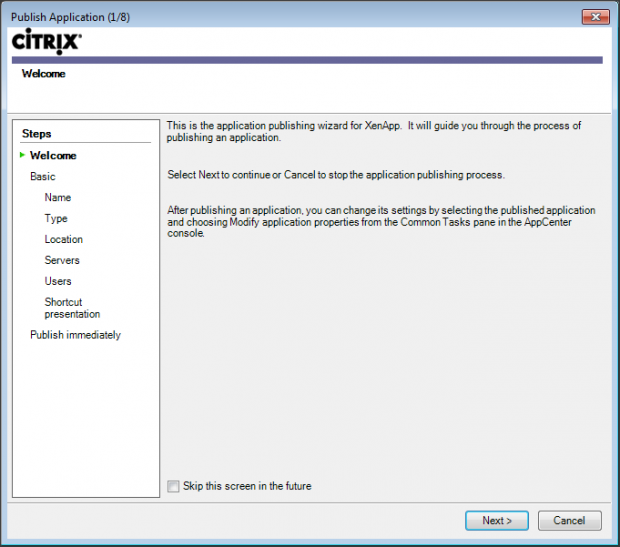 Publish Application (1/8)
CiTRIX
Welcome
Steps
Welcome
Basic
Name
Type
Location
Servers
Users
Shortcut
presentation
Publish immediately
This is the application publishing wizard for XenApp. It will guide you through the process of
publishing an application.
Select Next to continue or Cancel to stop the application publishing process.
After publishing an application, you can change its settings by selecting the published application
and choosing Modify application properties from the Common Tasks pane in the AppCenter
console.
Skip this screen in the future
Next >
Cancel